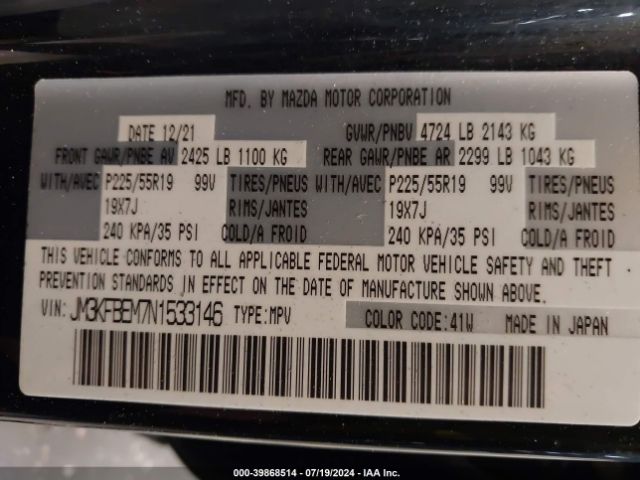 MFD. BY MAZDA MOTOR CORPORATION
DATE 12/21 GVWR/PNBV 4724 LB 2143 KG
FRONT GAWR/PNBE AV 2425 LB 1100 KG REAR GAWR/PNBE AR 2299 LB 1043 KG
WITH/AVEC P225/55R19 99V TIRES/PNEUS WITH/AVEC P225/55R19 99V TIRES/PNEUS
19X7J RIMS/JANTES 19X7J RIMS/JANTES
240 KPA/35 PSI COLD/A FROID 240 KPA/35 PSI COLD/A FROID
THIS VEHICLE CONFORMS TO ALL APPLICABLE FEDERAL MOTOR VEHICLE SAFETY AND THEFT
PREVENTION STANDARDS IN EFFECT ON THE DATE OF MANUFACTURE SHOWN ABOVE.
VIN: JM3KFBEM7N1533146 TYPE:MPV COLOR CODE:41W MADE IN JAPAN
000-39868514 / 07/19/2024 - IAA Inc.